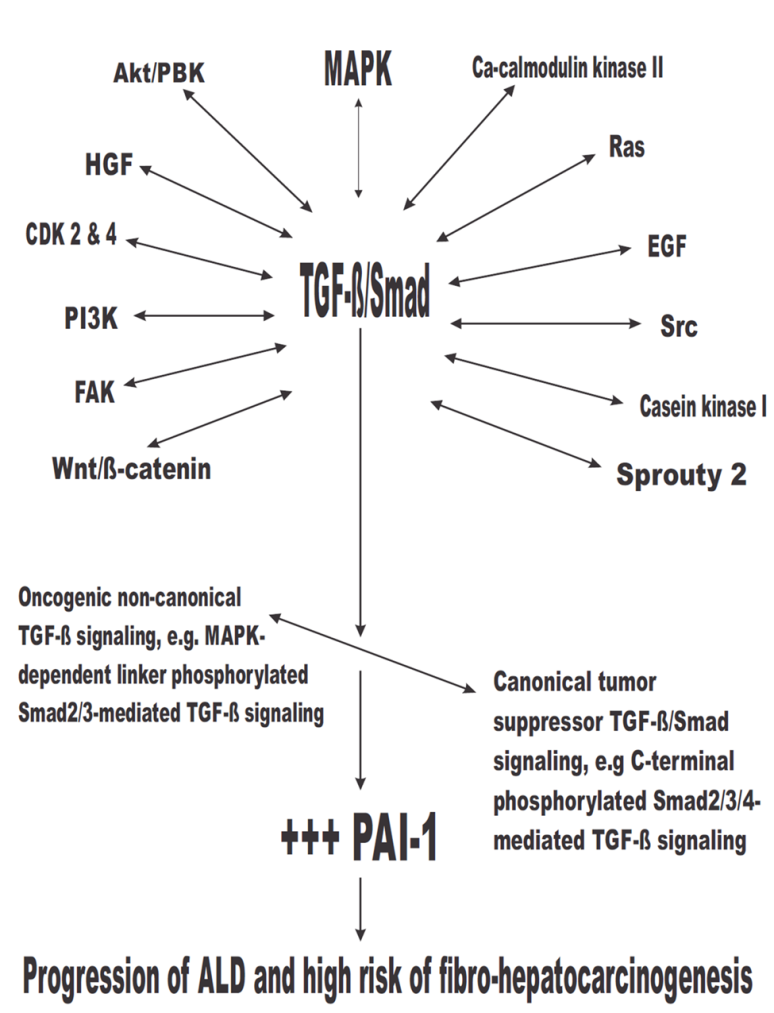 MAPK
Akt/PBK
Ca-calmodulin kinase II
HGF
Ras
CDK 2 & 4
EGF
TGF-ß/Smad
PI3K
Src
FAK
Casein kinase I
Wnt/ß-catenin
Sprouty 2
Oncogenic non-canonical
TGF-ß signaling, e.g. MAPK-
dependent linker phosphorylated
Smad2/3-mediated TGF-ß signaling
Canonical tumor
suppressor TGF-ß/Smad
signaling, e.g C-terminal
phosphorylated Smad2/3/4-
mediated TGF-ß signaling
+++ PAI-1
Progression of ALD and high risk of fibro-hepatocarcinogenesis